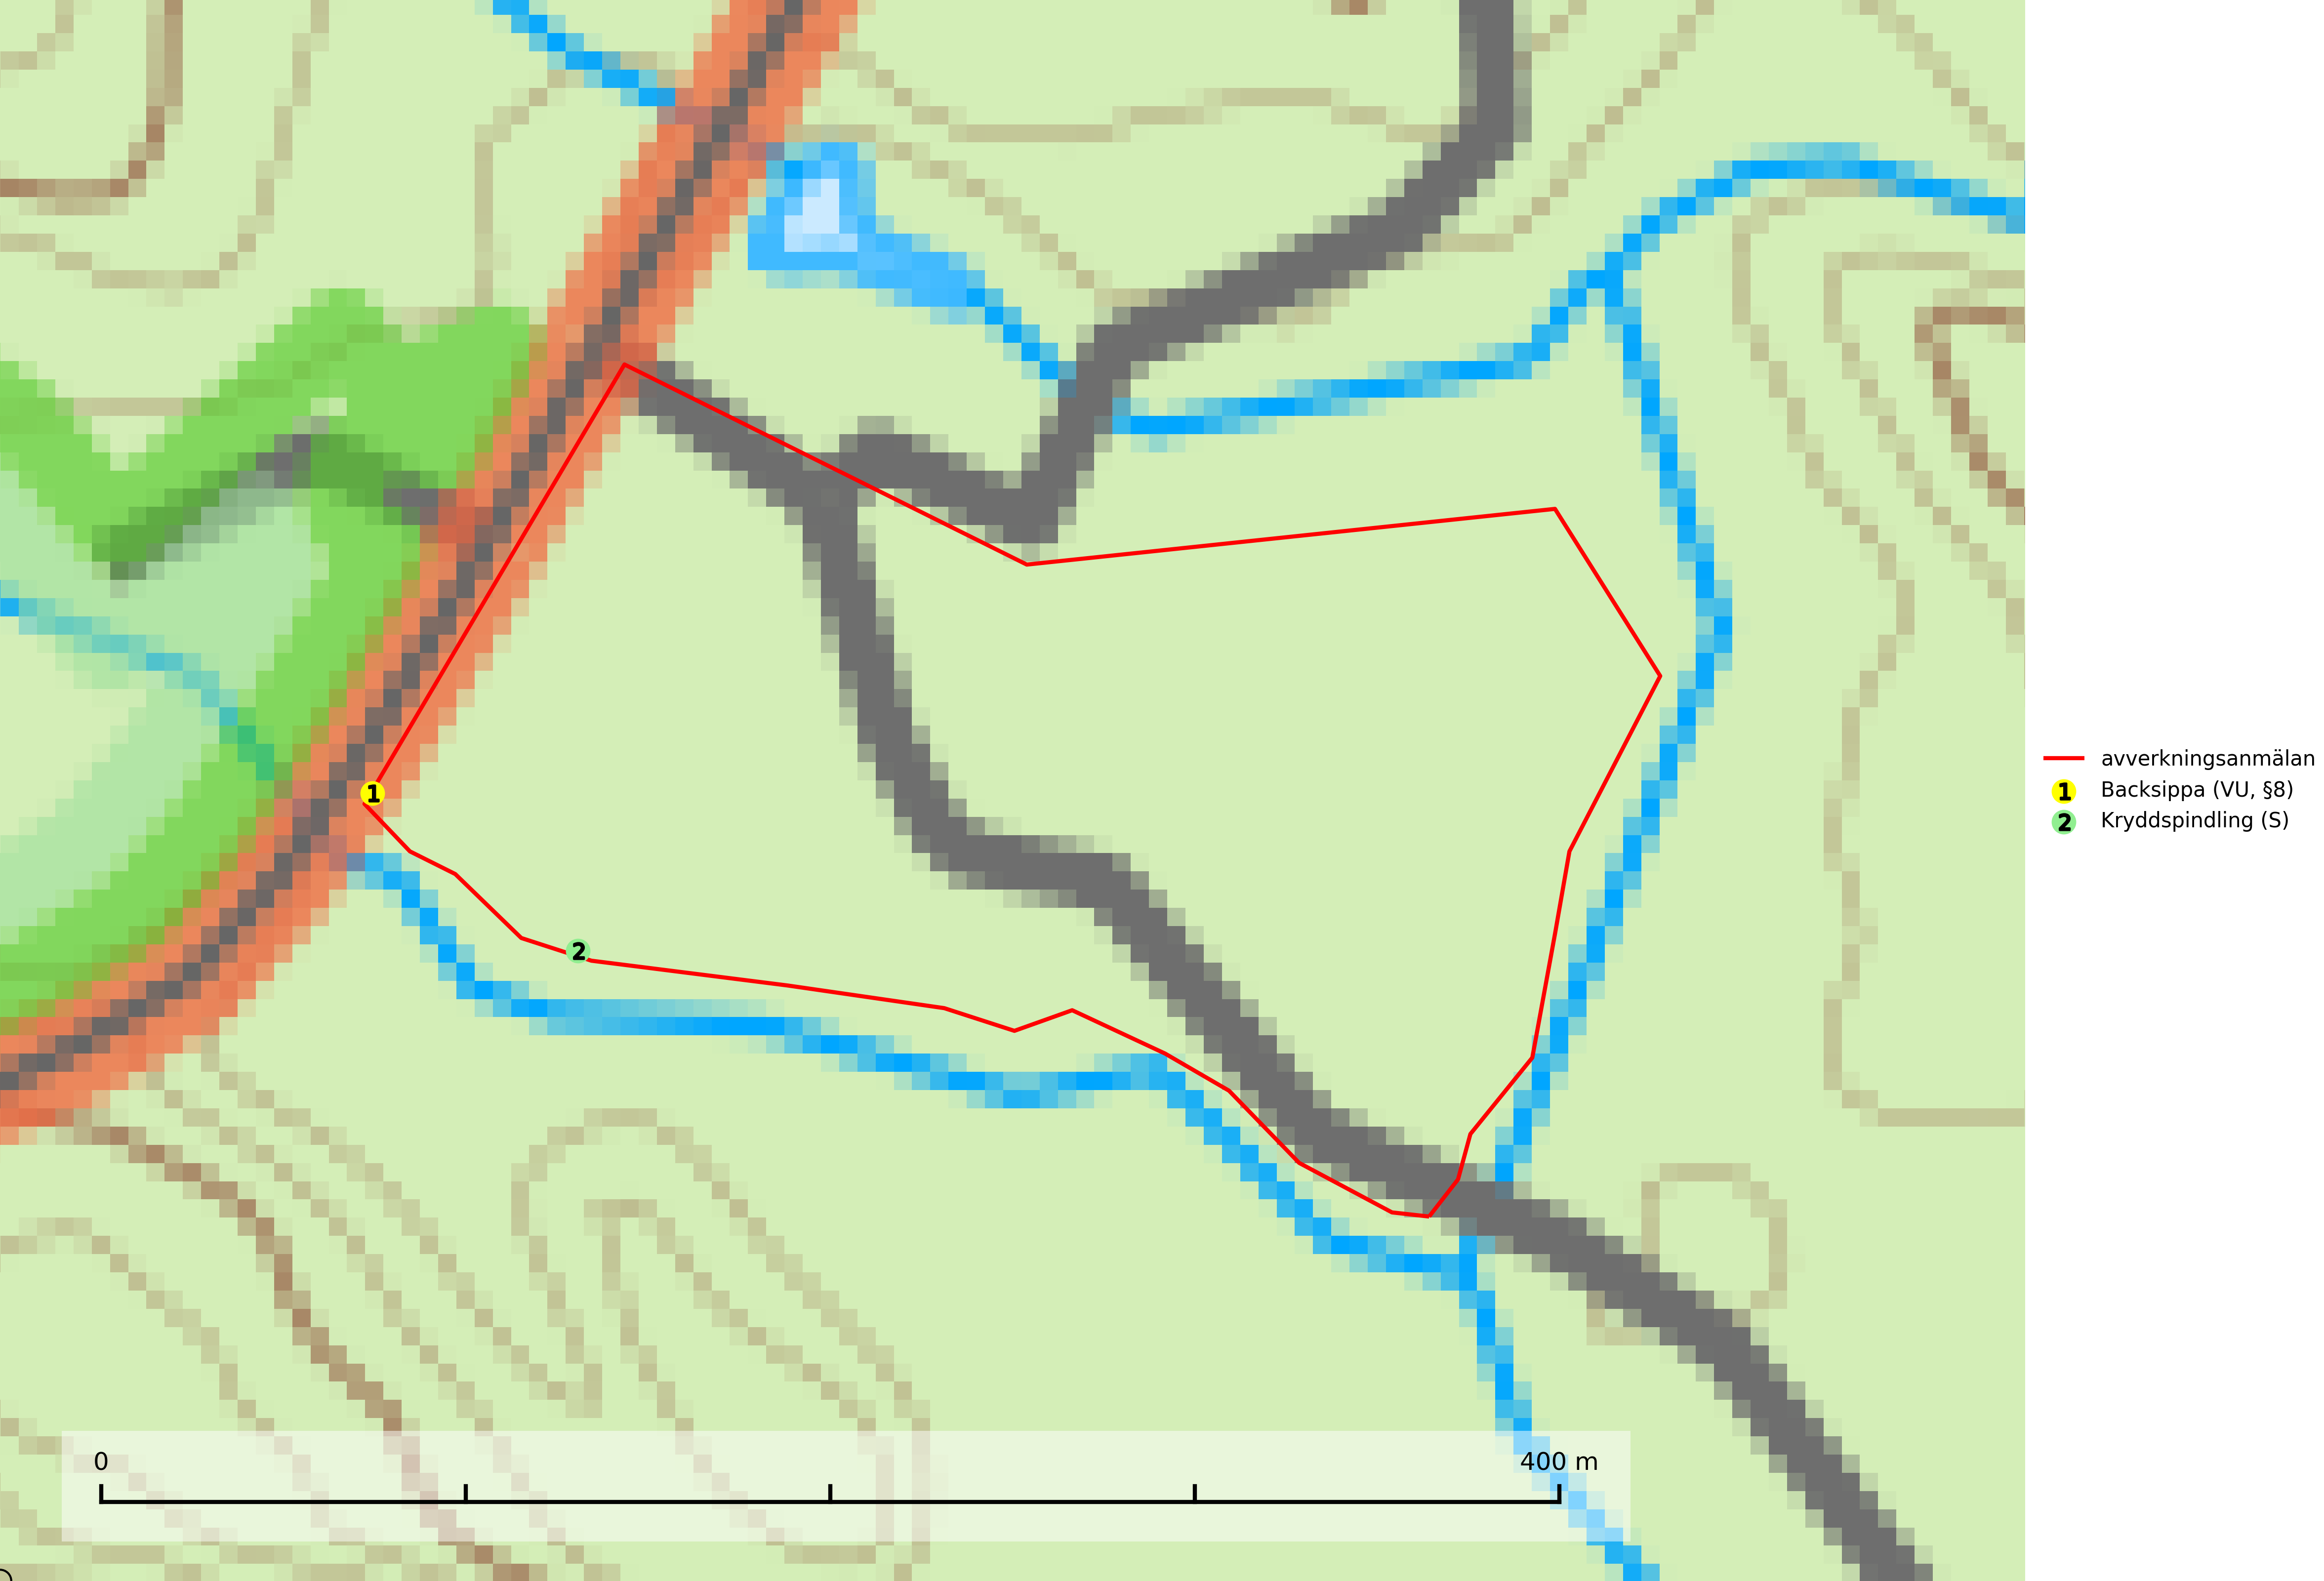 avverkningsanmälan
1 Backsippa (VU, §8)
2 Kryddspindling (S)
1
2
0 400 m